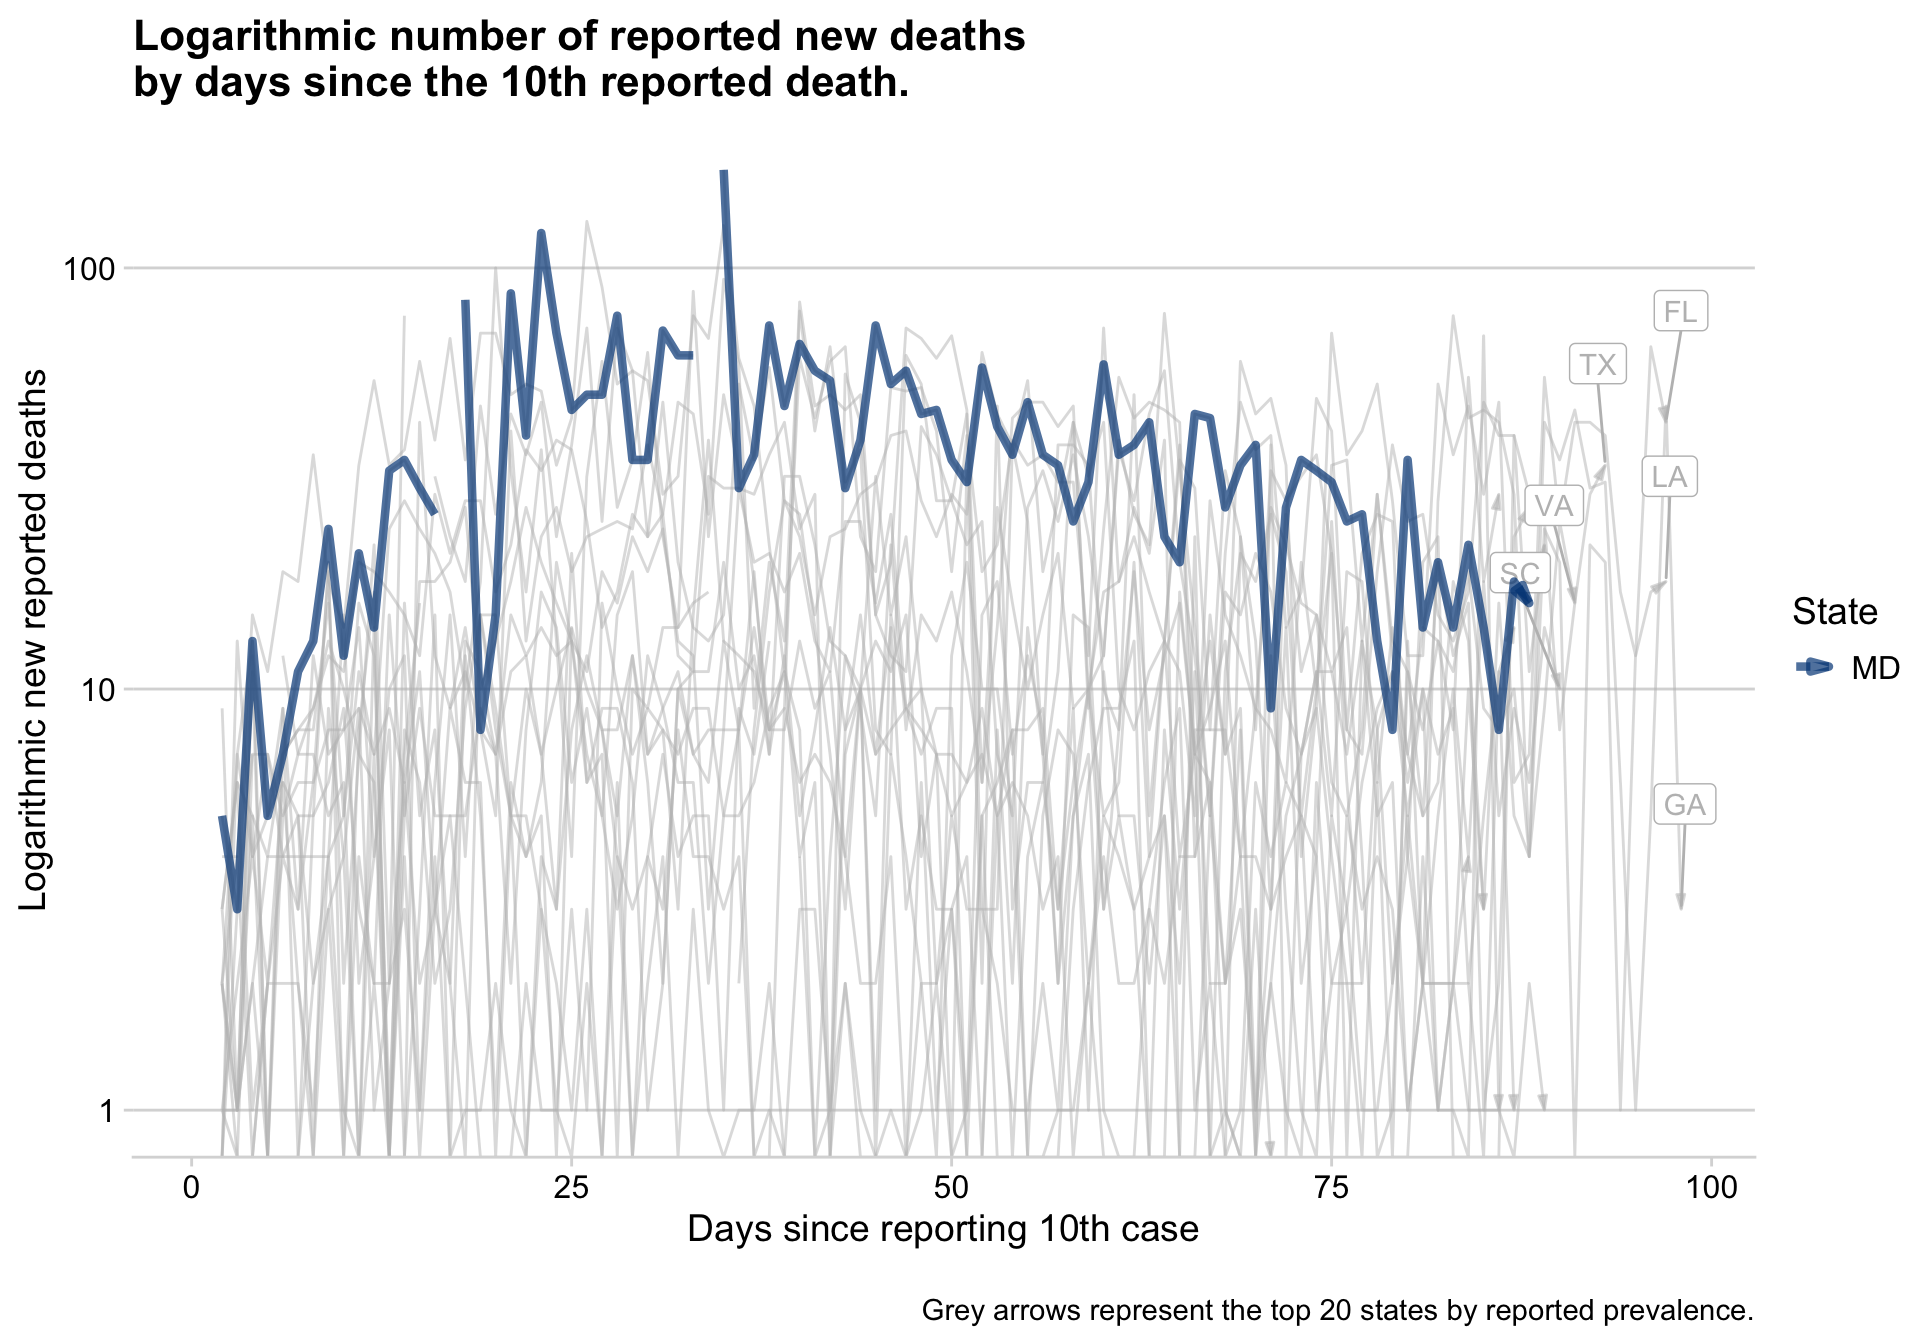 Logarithmic number of reported new deaths
by days since the 10th reported death.
Logarithmic new reported deaths
100
10
1
FL
TX
LA
VA
SC
GA
State
MD
0 25 50 75 100
Days since reporting 10th case
Grey arrows represent the top 20 states by reported prevalence.